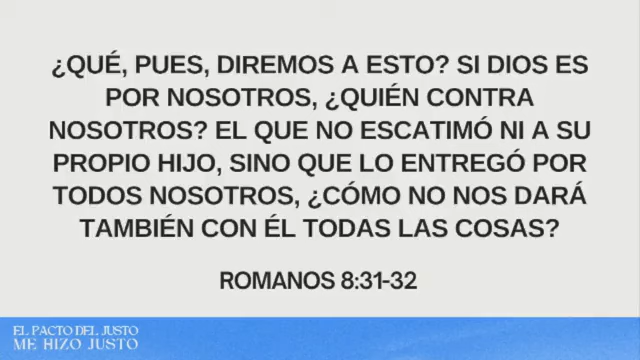 ¿QUÉ, PUES, DIREMOS A ESTO? SI DIOS ES
POR NOSOTROS, ¿QUIÉN CONTRA
NOSOTROS? EL QUE NO ESCATIMÓ NI A SU
PROPIO HIJO, SINO QUE LO ENTREGÓ POR
TODOS NOSOTROS, ¿CÓMO NO NOS DARÁ
TAMBIÉN CON ÉL TODAS LAS COSAS?
ROMANOS 8:31-32
EL PACTO DEL JUSTO
ME HIZO JUSTO